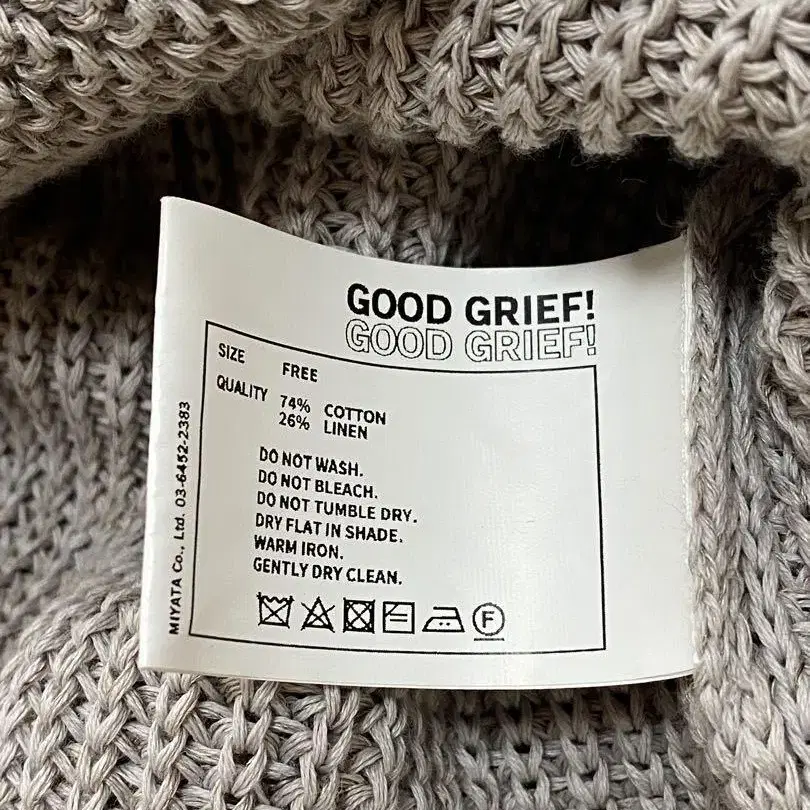 GOOD GRIEF!
GOOD GRIEF!
SIZE FREE
QUALITY 74% COTTON
26% LINEN
DO NOT WASH.
DO NOT BLEACH.
DO NOT TUMBLE DRY.
DRY FLAT IN SHADE.
WARM IRON.
GENTLY DRY CLEAN.
F
MIYATA Co., Ltd. 03-6452-2383